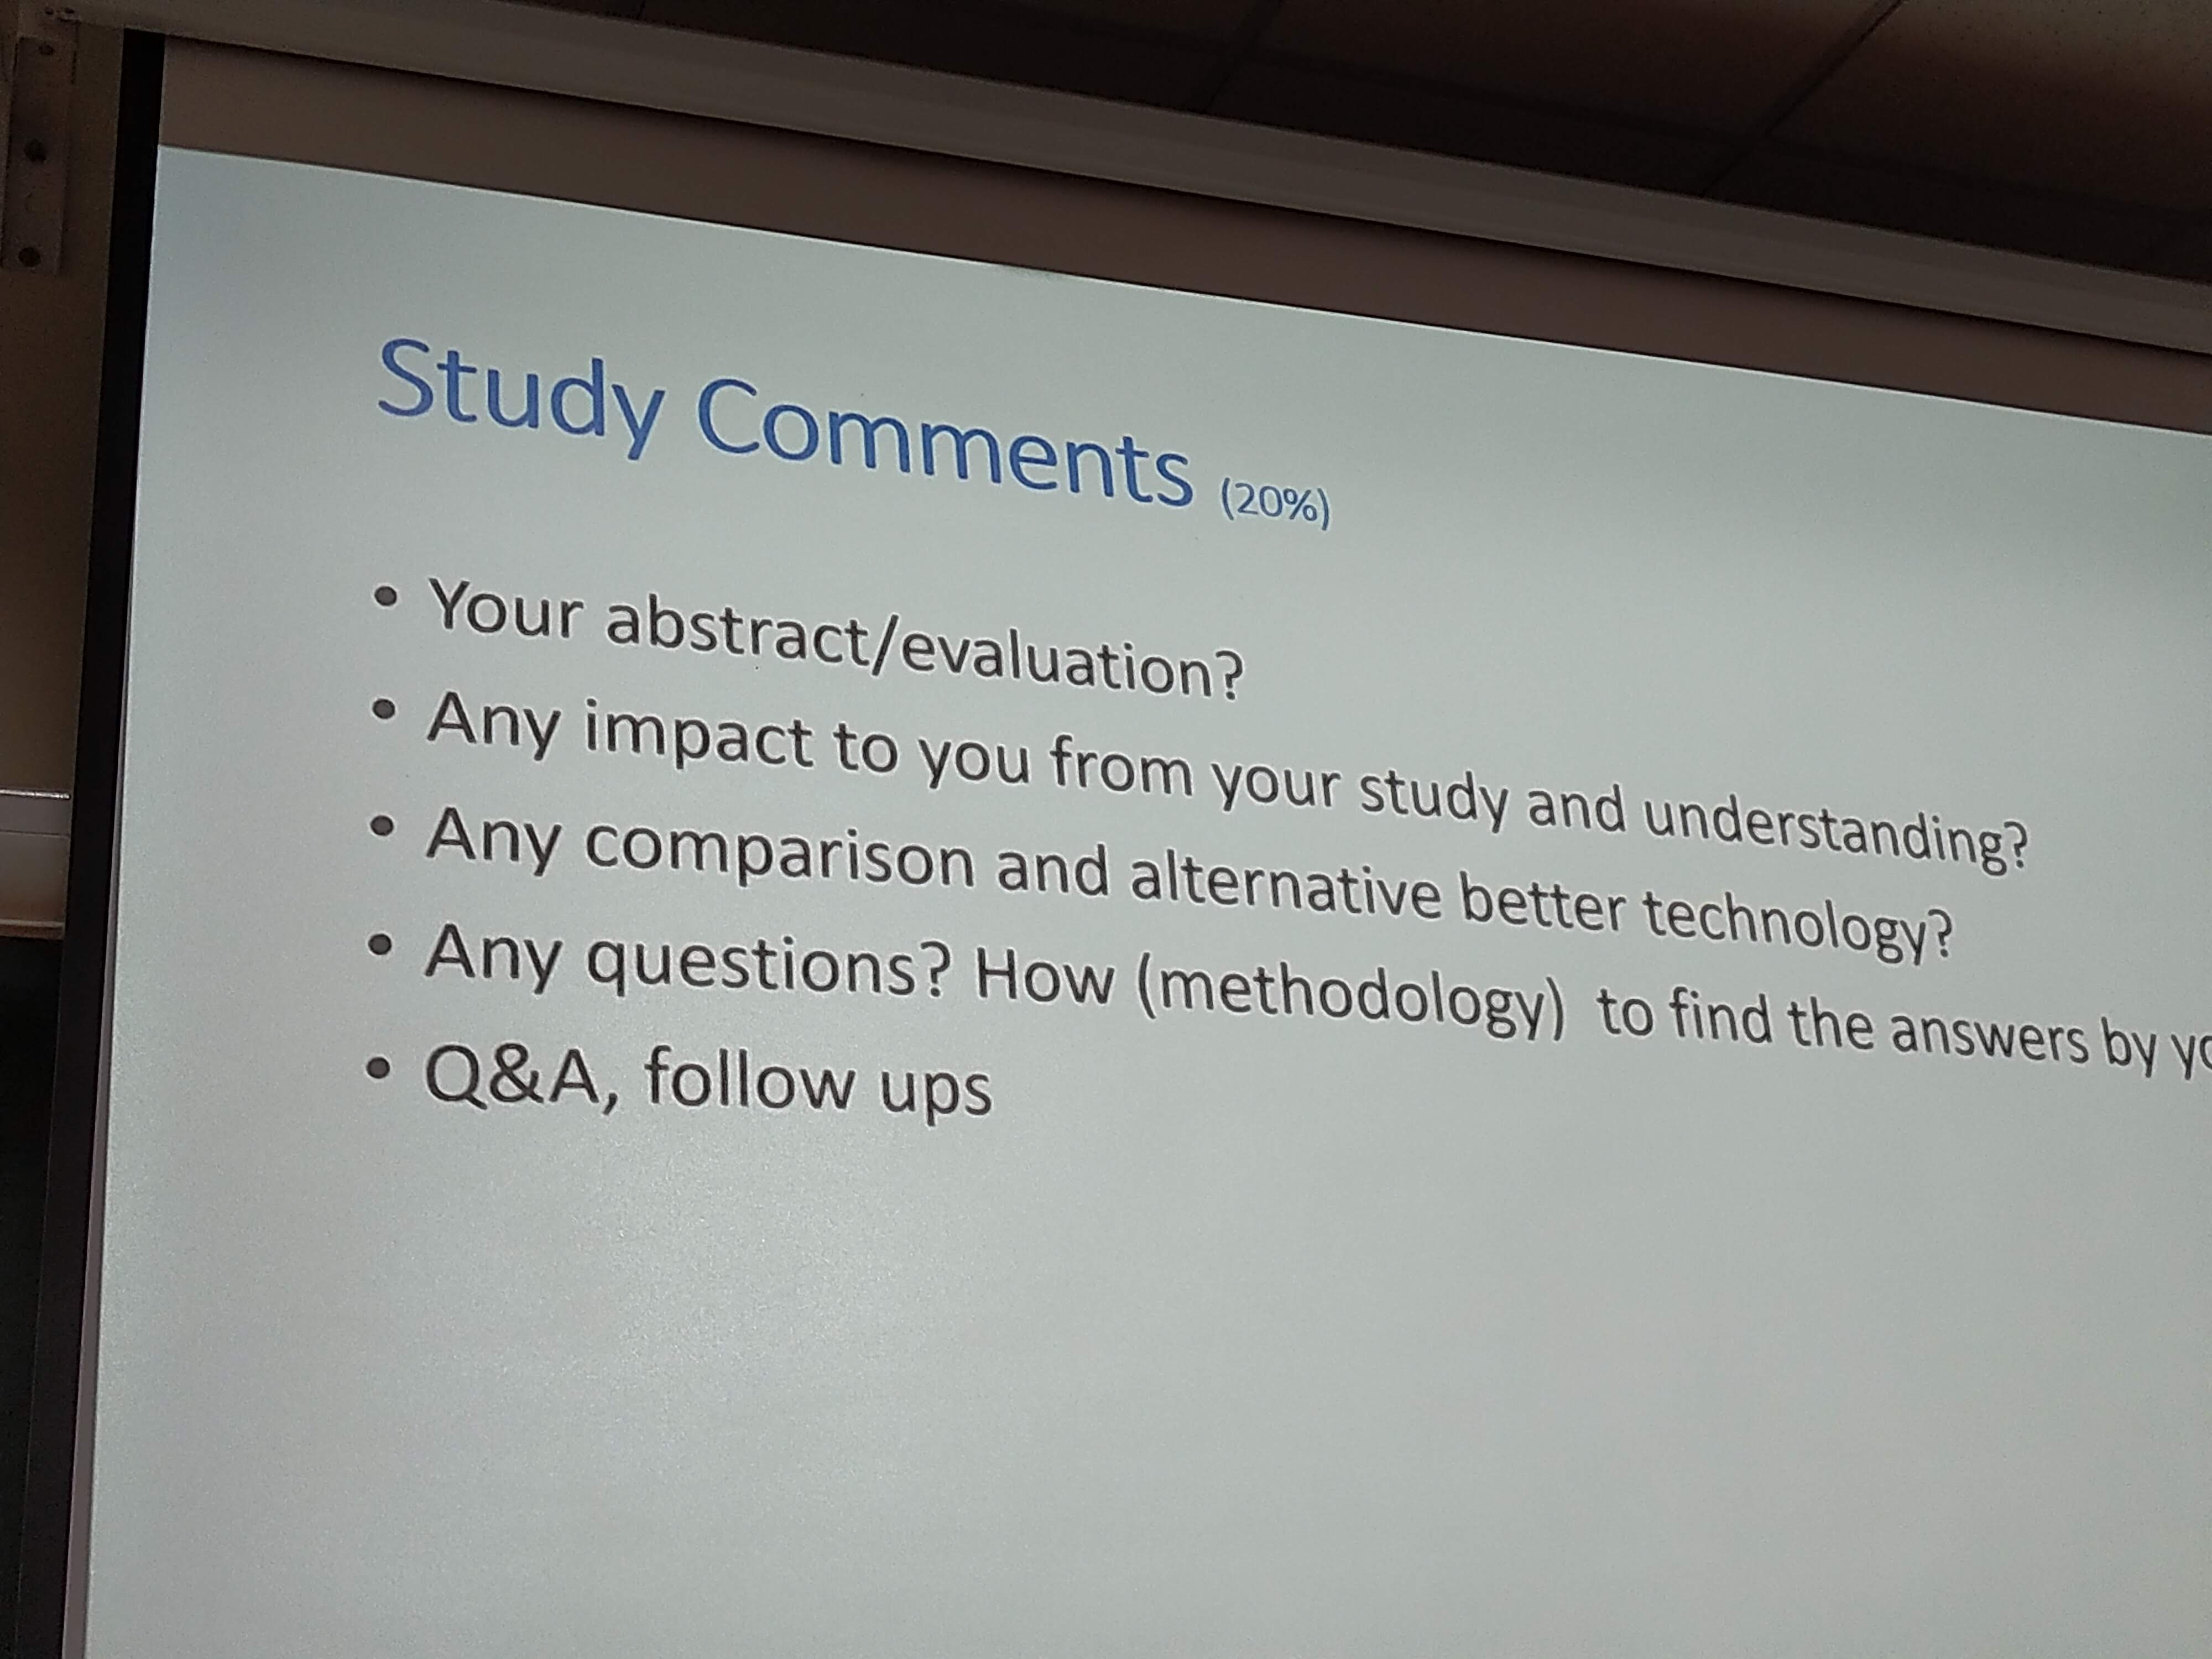 Study Comments (20%)
• Your abstract/evaluation?
• Any impact to you from your study and understanding?
• Any comparison and alternative better technology?
• Any questions? How (methodology) to find the answers by
• Q&A, follow ups